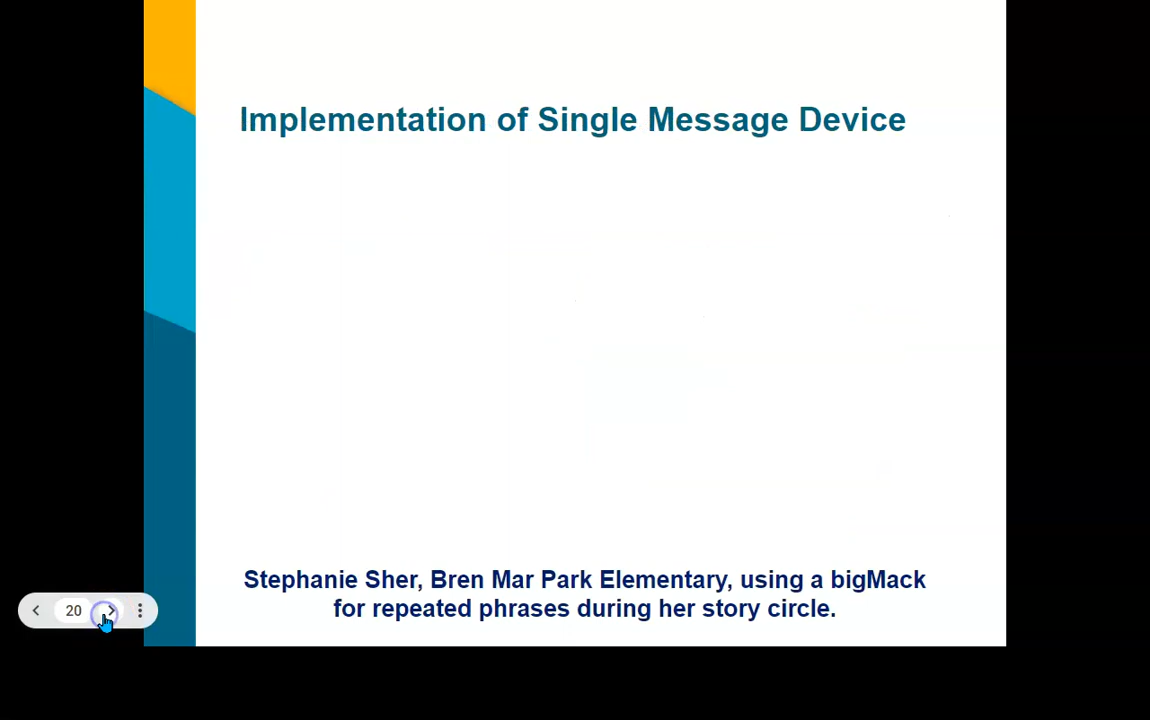 Implementation of Single Message Device
Stephanie Sher, Bren Mar Park Elementary, using a bigMack
for repeated phrases during her story circle.
20